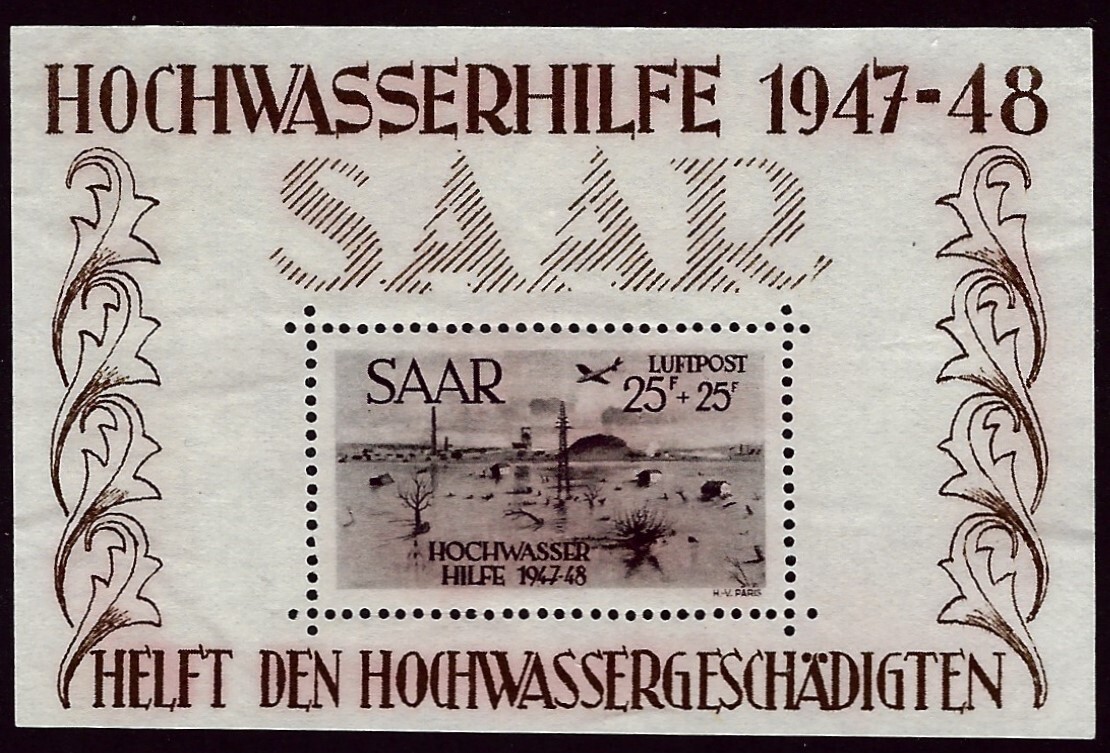 HOCHWASSERHILFE 1947-48
SAAR
SAAR
LUFTPOST
25F + 25F
HOCHWASSER
HILFE 1947-48
H.-V. PARIS
HELFT DEN HOCHWASSERGESCHÄDIGTEN